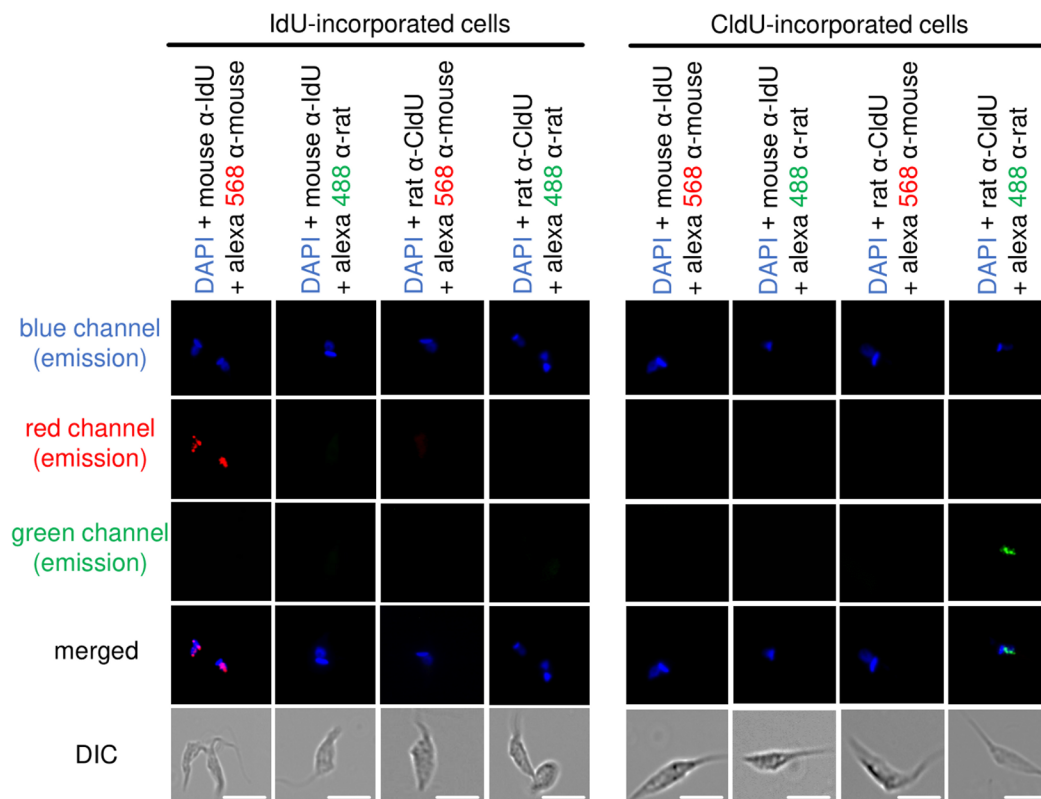 IdU-incorporated cells
CldU-incorporated cells
DAPI + mouse α-IdU
+ alexa 568 α-mouse
DAPI + mouse α-IdU
+ alexa 488 α-rat
DAPI + rat α-CldU
+ alexa 568 α-mouse
DAPI + rat α-CldU
+ alexa 488 α-rat
DAPI + mouse α-IdU
+ alexa 568 α-mouse
DAPI + mouse α-IdU
+ alexa 488 α-rat
DAPI + rat α-CldU
+ alexa 568 α-mouse
DAPI + rat α-CldU
+ alexa 488 α-rat
blue channel
(emission)
red channel
(emission)
green channel
(emission)
merged
DIC